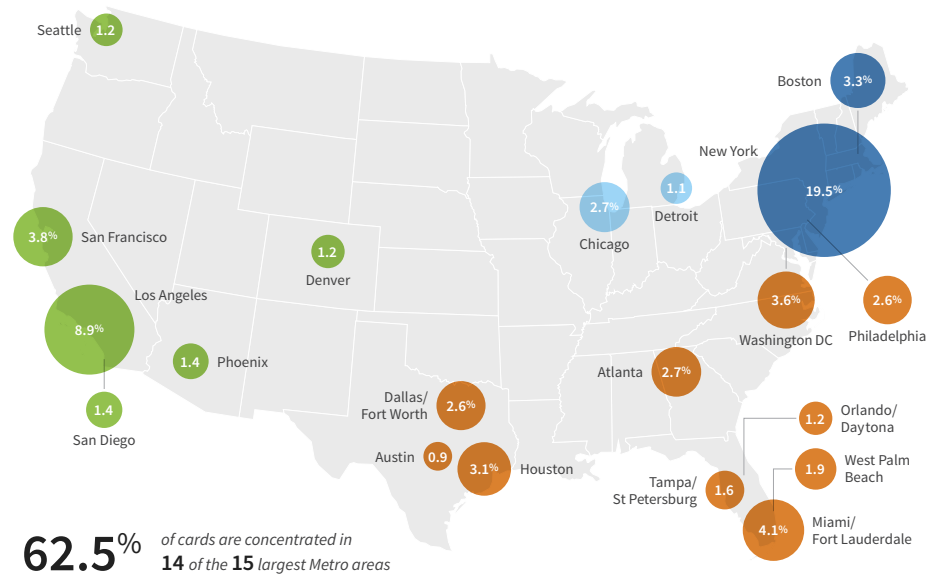 Seattle 1.2
Boston 3.3%
New York 19.5%
1.1
Detroit
2.7%
Chicago
3.8% San Francisco
1.2
Denver
Los Angeles
8.9%
3.6%
Washington DC
2.6%
Philadelphia
1.4 Phoenix
Atlanta 2.7%
1.4
San Diego
Dallas/
Fort Worth
2.6%
Austin 0.9
3.1% Houston
1.2
Orlando/
Daytona
1.9
West Palm
Beach
Tampa/
St Petersburg
1.6
4.1%
Miami/
Fort Lauderdale
62.5%
of cards are concentrated in
14 of the 15 largest Metro areas